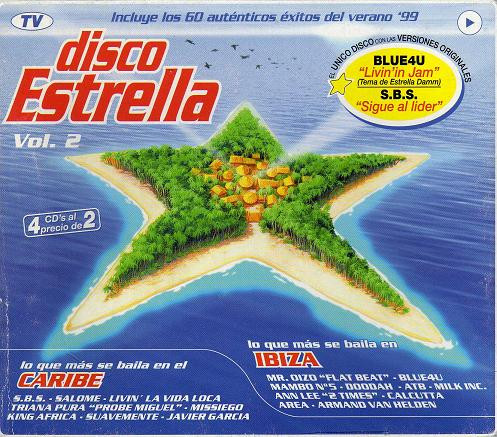 TV
Incluye los 60 auténticos éxitos del verano '99
disco
Estrella
Vol. 2
EL UNICO DISCO CON LAS VERSIONES ORIGINALES
BLUE4U
"Livin'in Jam"
(Tema de Estrella Damm)
S.B.S.
"Sigue al lider"
4 CD's al
precio de 2
lo que más se baila en el
CARIBE
S.B.S. - SALOME - LIVIN´ LA VIDA LOCA
TRIANA PURA "PROBE MIGUEL" - MISSIEGO
KING AFRICA - SUAVEMENTE - JAVIER GARCIA
lo que más se baila en
IBIZA
MR. OIZO "FLAT BEAT" - BLUE4U
MAMBO Nº5 - DOODAH - ATB - MILK INC.
ANN LEE "2 TIMES" - CALCUTTA
AREA - ARMAND VAN HELDEN